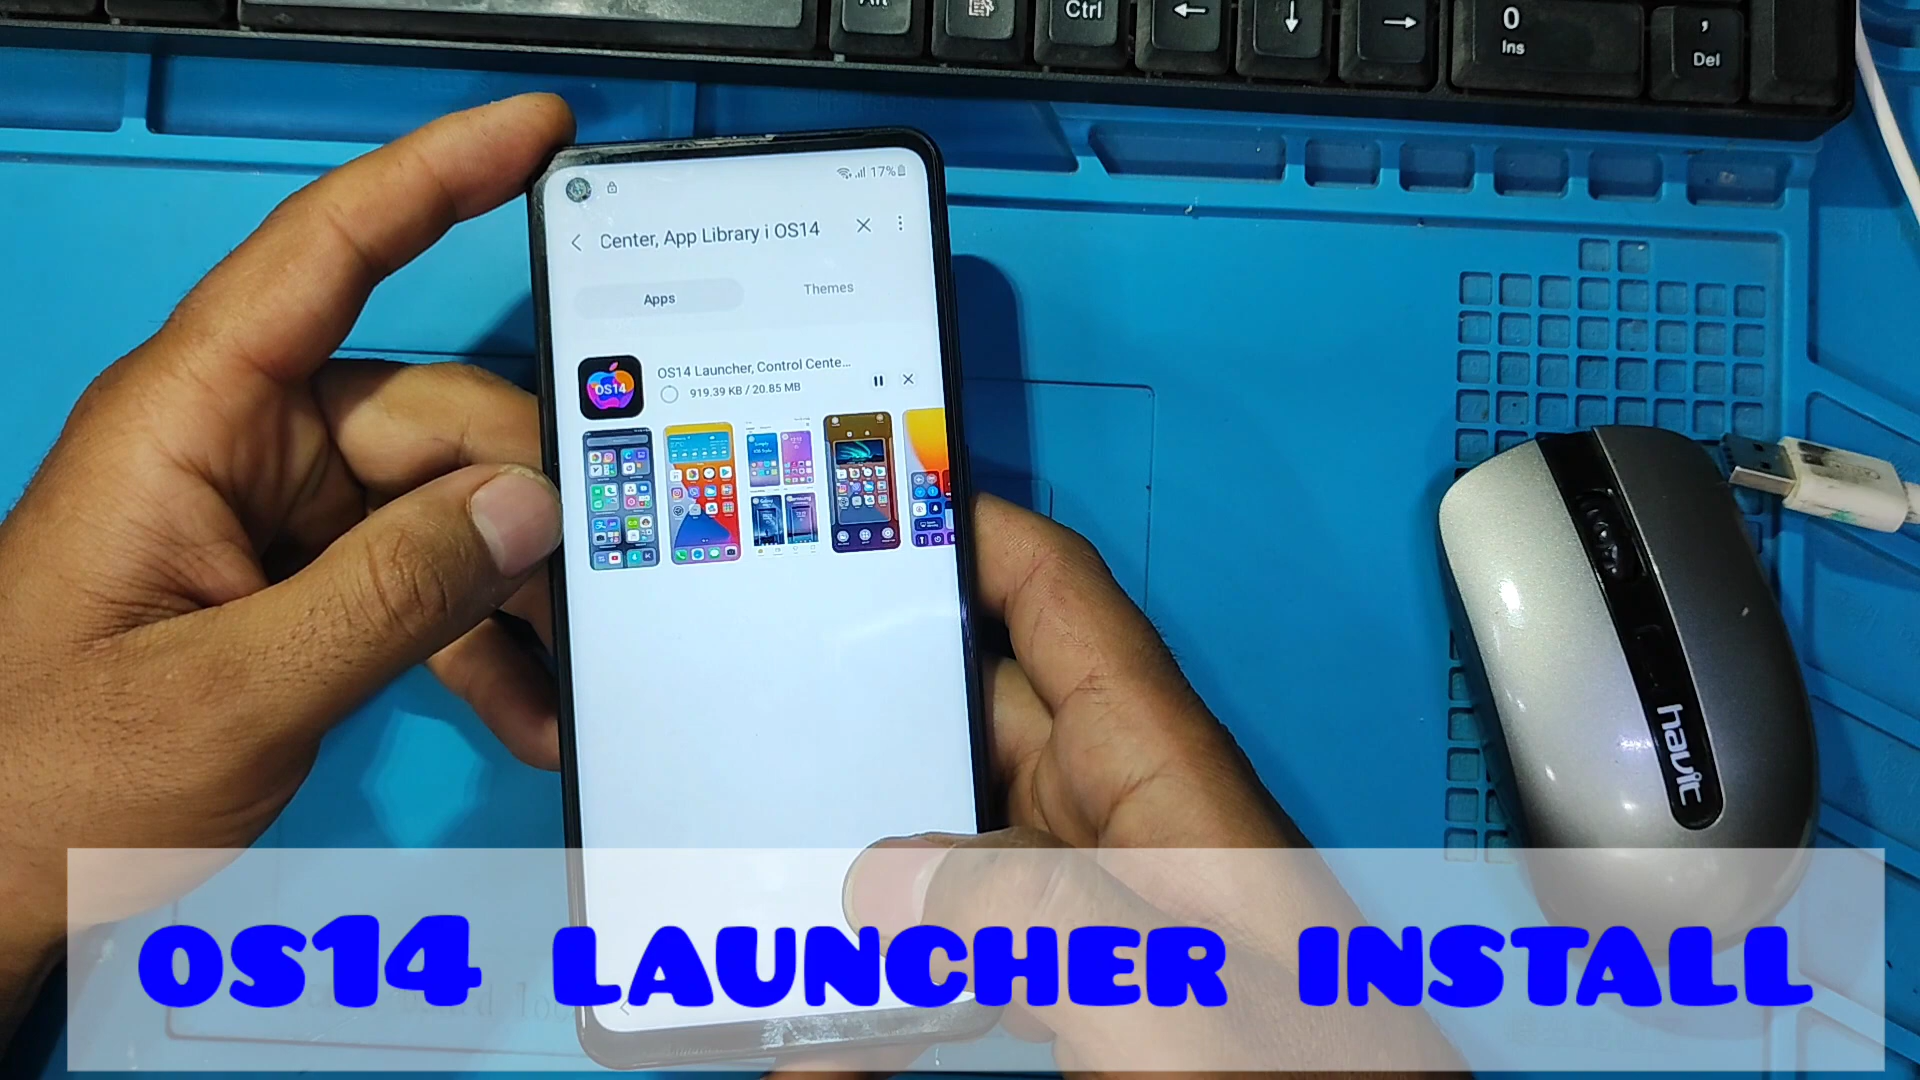 Alt
Ctrl
0
Ins
,
Del
17%
Center, App Library i OS14
Apps
Themes
OS14
OS14 Launcher, Control Cente...
919.39 KB / 20.85 MB
havit
OS14 LAUNCHER INSTALL